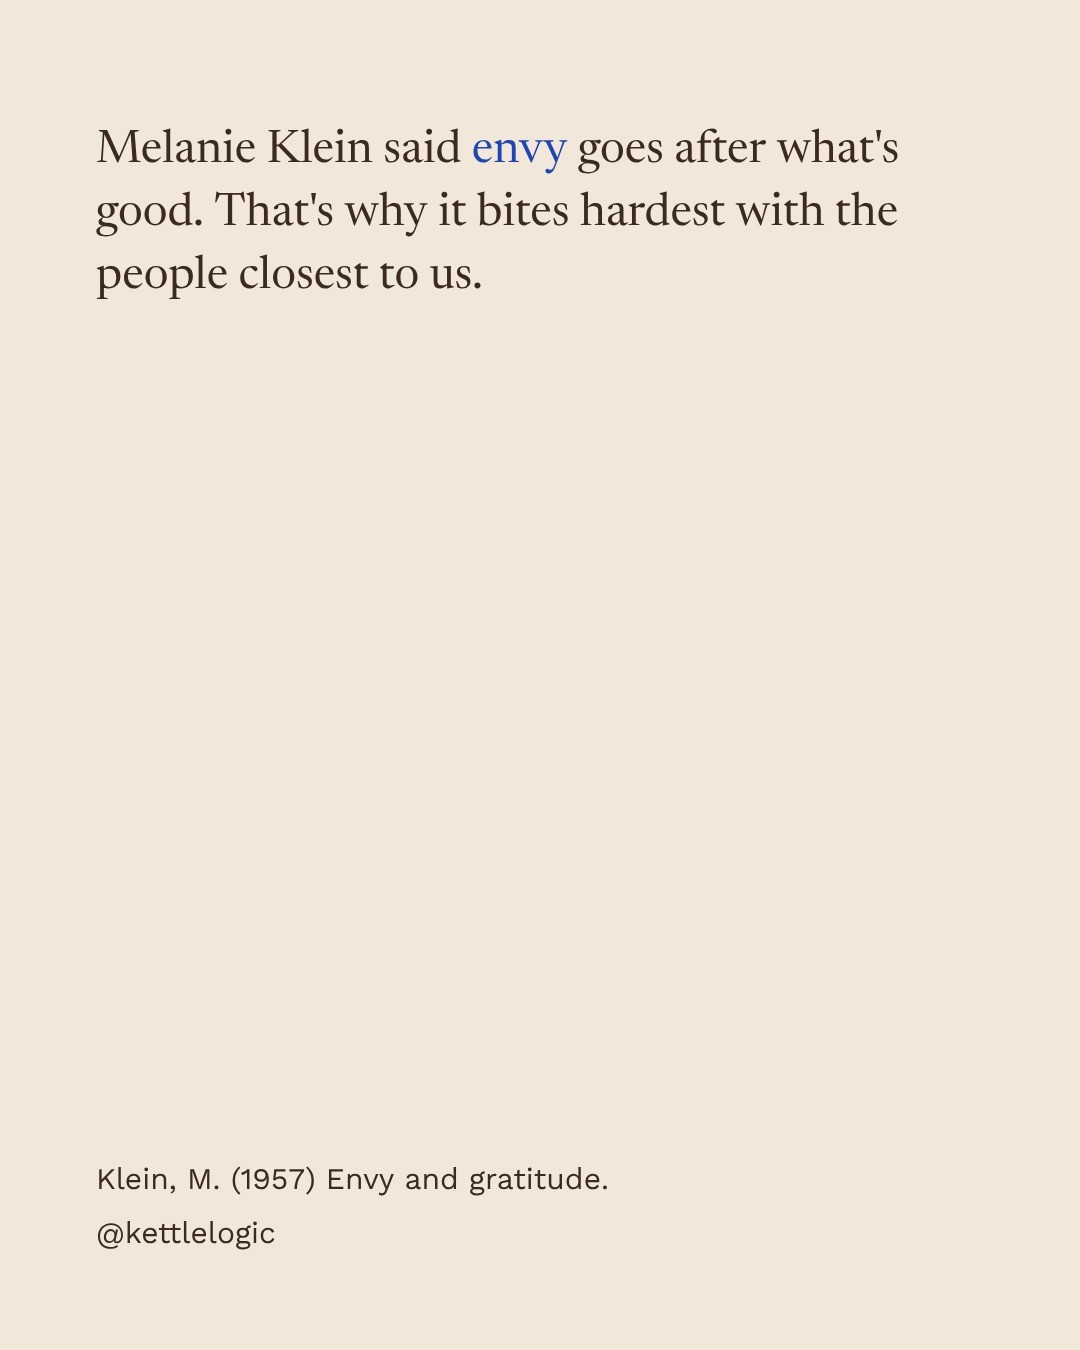 Melanie Klein said envy goes after what's
good. That's why it bites hardest with the
people closest to us.
Klein, M. (1957) Envy and gratitude.
@kettlelogic